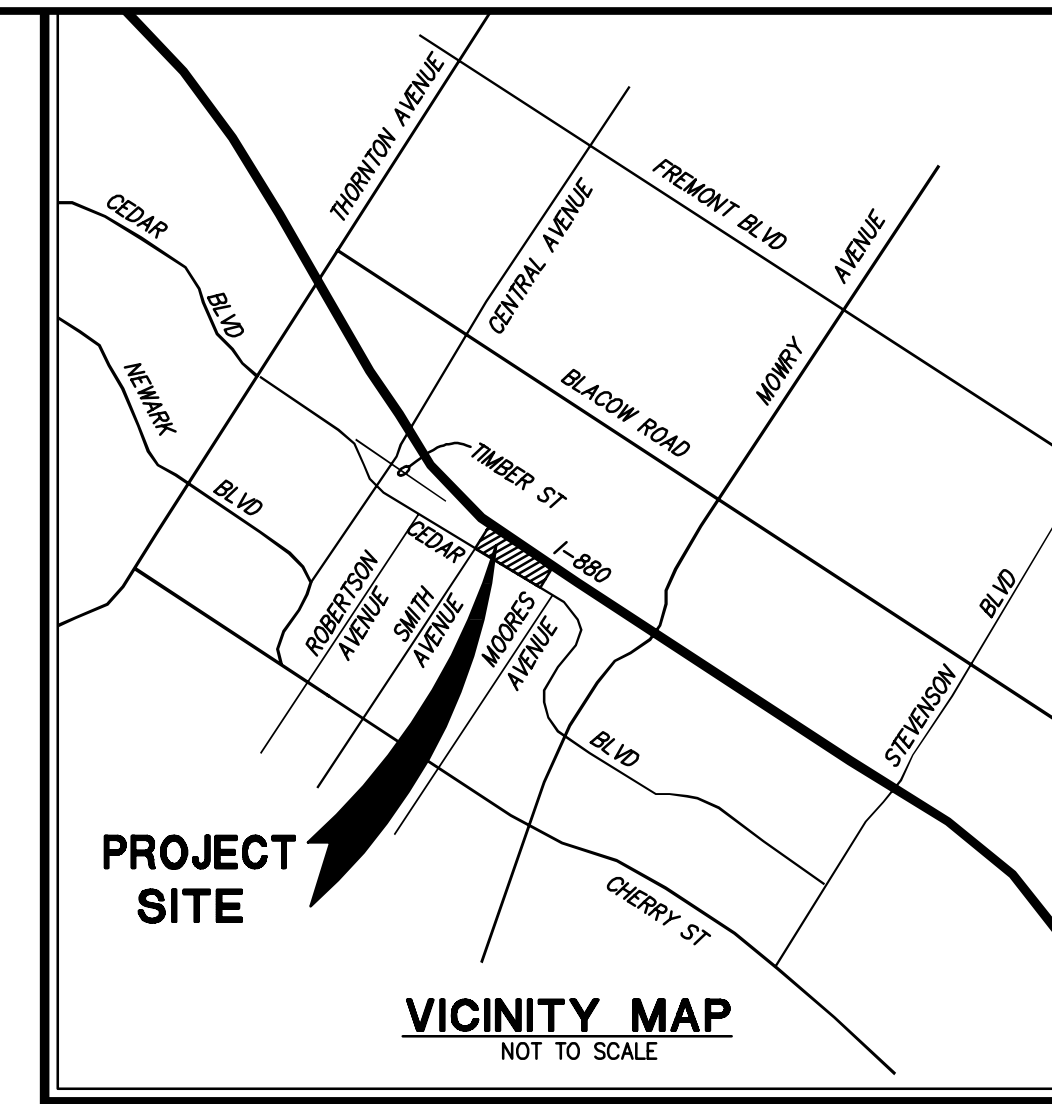 THORNTON AVENUE
FREMONT BLVD
CEDAR
BLVD
CENTRAL AVENUE
AVENUE
MOWRY
NEWARK
BLVD
BLACOW ROAD
TIMBER ST
CEDAR
I-880
ROBERTSON
AVENUE
SMITH
AVENUE
MOORES
AVENUE
BLVD
STEVENSON
BLVD
PROJECT
SITE
CHERRY ST
VICINITY MAP
NOT TO SCALE